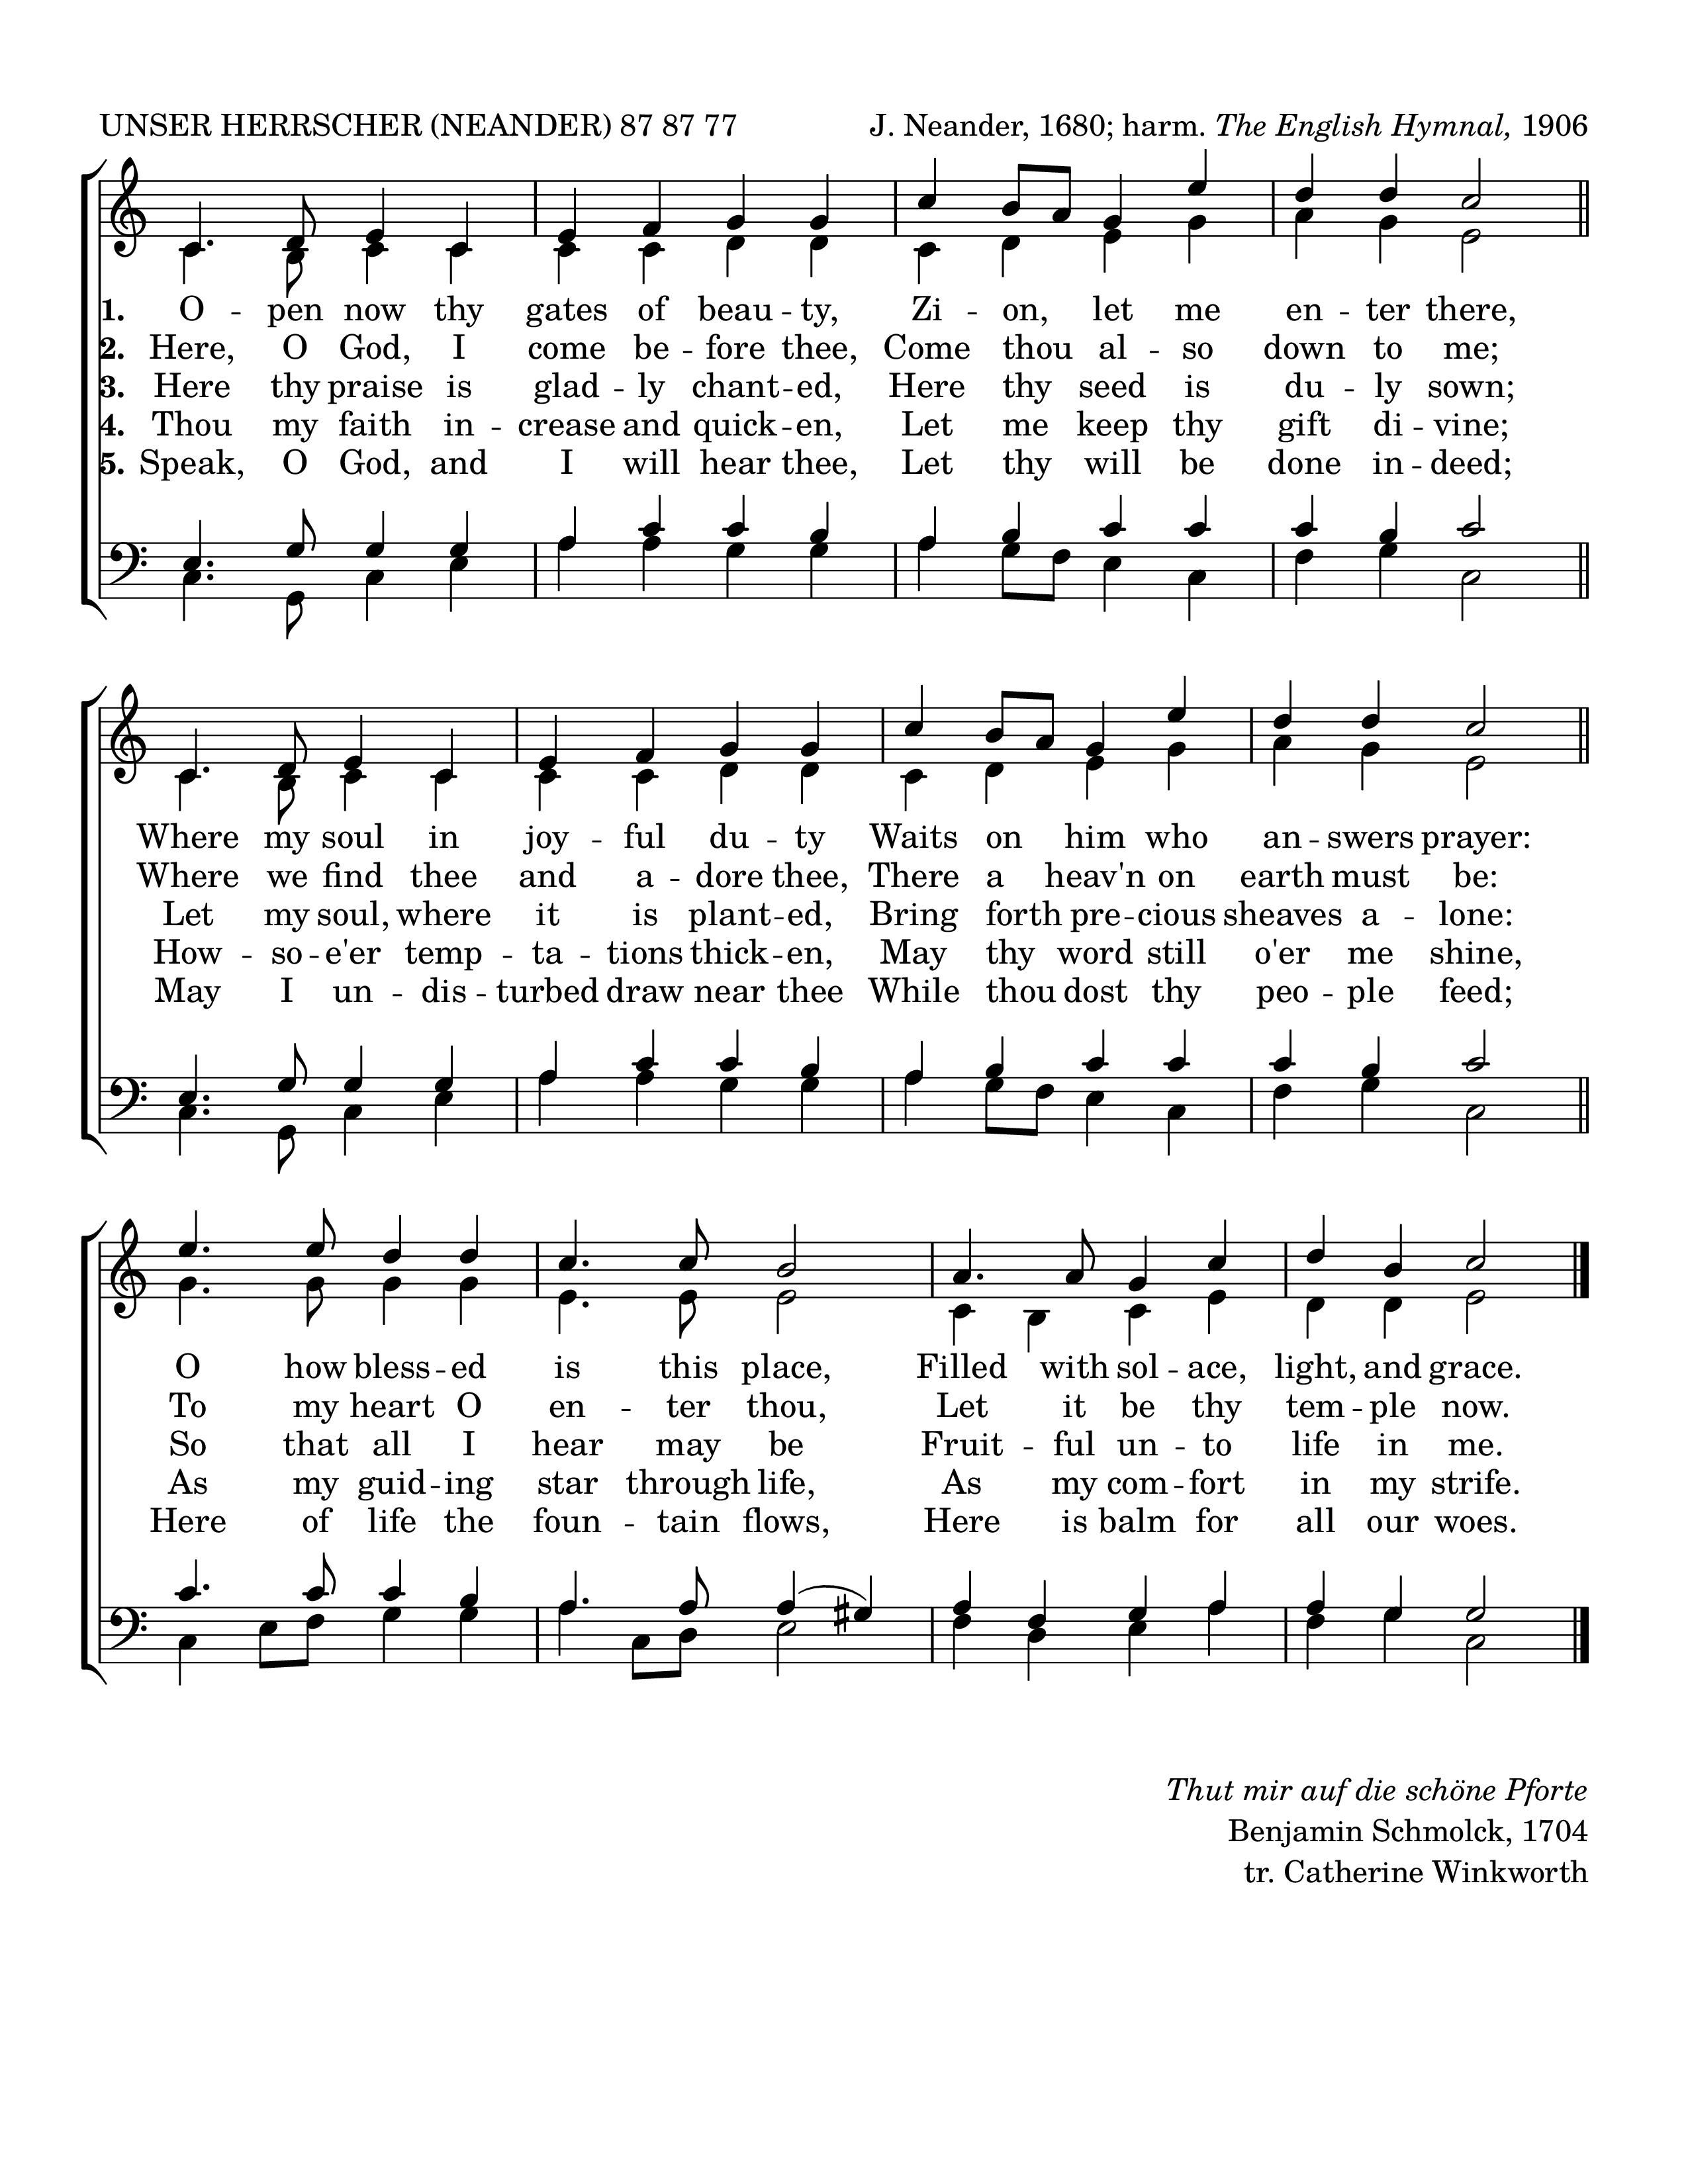 UNSER HERRSCHER (NEANDER) 87 87 77 J. Neander, 1680; harm. The English Hymnal, 1906
1. O - pen now thy gates of beau - ty, Zi - on, let me en - ter there,
2. Here, O God, I come be - fore thee, Come thou al - so down to me;
3. Here thy praise is glad - ly chant - ed, Here thy seed is du - ly sown;
4. Thou my faith in - crease and quick - en, Let me keep thy gift di - vine;
5. Speak, O God, and I will hear thee, Let thy will be done in - deed;
Where my soul in joy - ful du - ty Waits on him who an - swers prayer:
Where we find thee and a - dore thee, There a heav'n on earth must be:
Let my soul, where it is plant - ed, Bring forth pre - cious sheaves a - lone:
How - so - e'er temp - ta - tions thick - en, May thy word still o'er me shine,
May I un - dis - turbed draw near thee While thou dost thy peo - ple feed;
O how bless - ed is this place, Filled with sol - ace, light, and grace.
To my heart O en - ter thou, Let it be thy tem - ple now.
So that all I hear may be Fruit - ful un - to life in me.
As my guid - ing star through life, As my com - fort in my strife.
Here of life the foun - tain flows, Here is balm for all our woes.
Thut mir auf die schöne Pforte
Benjamin Schmolck, 1704
tr. Catherine Winkworth